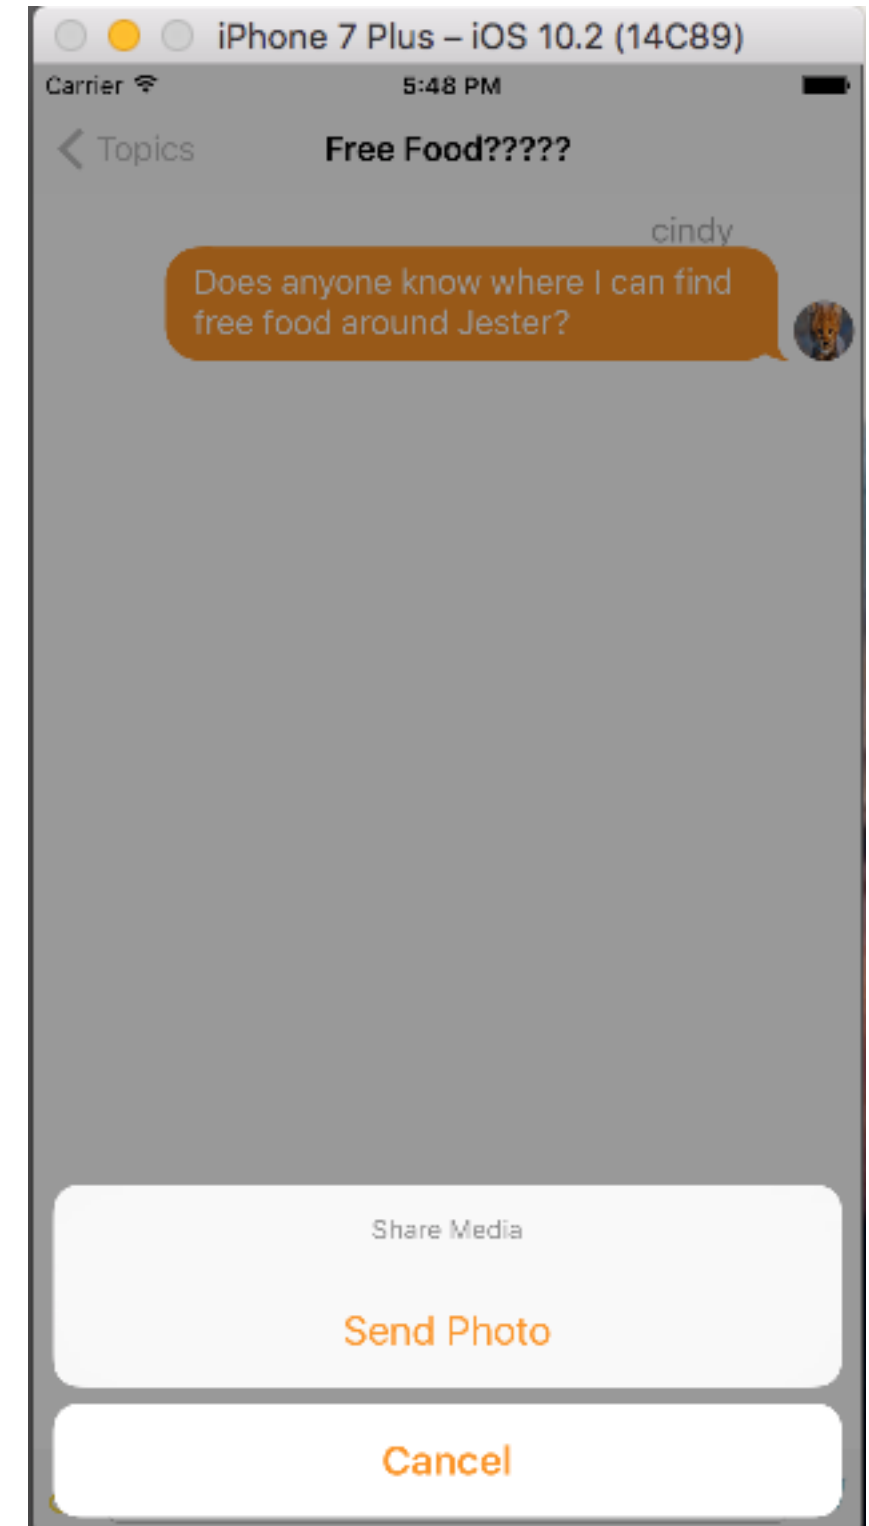 iPhone 7 Plus – iOS 10.2 (14C89)
Carrier 5:48 PM
Topics Free Food?????
cindy
Does anyone know where I can find
free food around Jester?
Share Media
Send Photo
Cancel